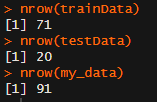 > nrow(trainData)
[1] 71
> nrow(testData)
[1] 20
> nrow(my_data)
[1] 91